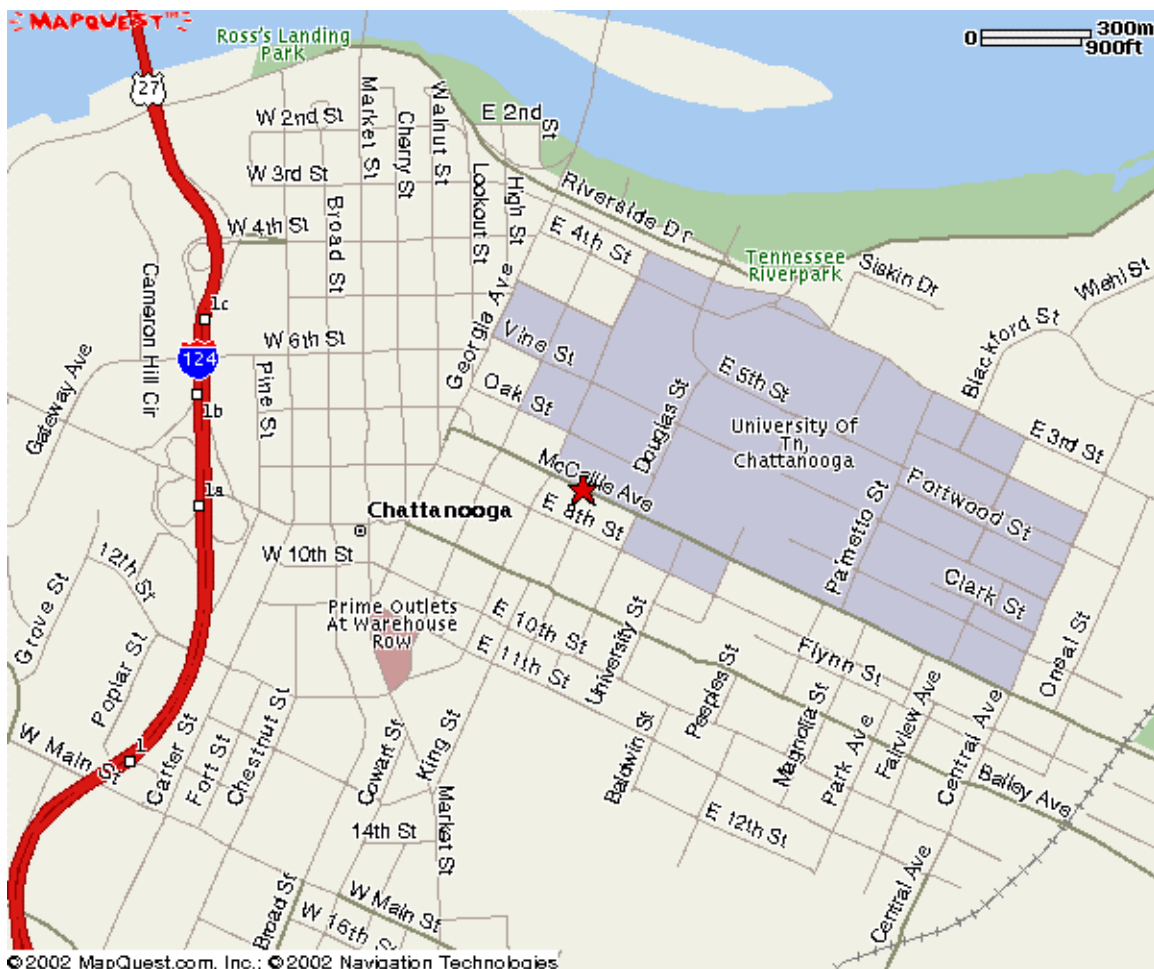 MAPQUEST™
Ross's Landing
Park
0
300m
900ft
27
W 2nd St
E 2nd St
Market St
Cherry St
Walnut St
W 3rd St
Lookout St
High St
Riverside Dr
Broad St
W 4th St
E 4th St
Tennessee
Riverpark
Siskin Dr
Wiehl St
Cameron Hill Cir
1c
Georgia Ave
Blackford St
W 6th St
Vine St
124
Gateway Ave
Pine St
Oak St
E 5th St
Douglas St
1b
University Of
Tn,
Chattanooga
E 3rd St
McCallie Ave
Fortwood St
1a
Chattanooga
E 8th St
Palmetto St
W 10th St
12th St
Clark St
Grove St
Prime Outlets
At Warehouse
Row
E 10th St
E 11th St
University St
Flynn St
Oneal St
Poplar St
Peeples St
Magnolia St
Park Ave
Fairview Ave
Central Ave
W Main St
1
Carter St
Fort St
Chestnut St
Cowart St
King St
Baldwin St
Bailey Ave
Market St
14th St
E 12th St
Central Ave
Broad St
W Main St
W 16th St
©2002 MapQuest.com, Inc.; ©2002 Navigation Technologies